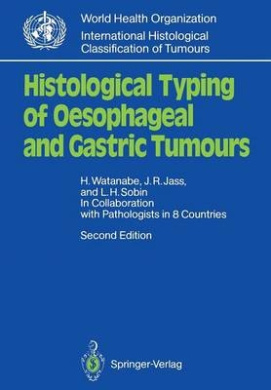 World Health Organization
International Histological
Classification of Tumours
Histological Typing
of Oesophageal
and Gastric Tumours
H. Watanabe, J. R. Jass,
and L. H. Sobin
In Collaboration
with Pathologists in 8 Countries
Second Edition
Springer-Verlag